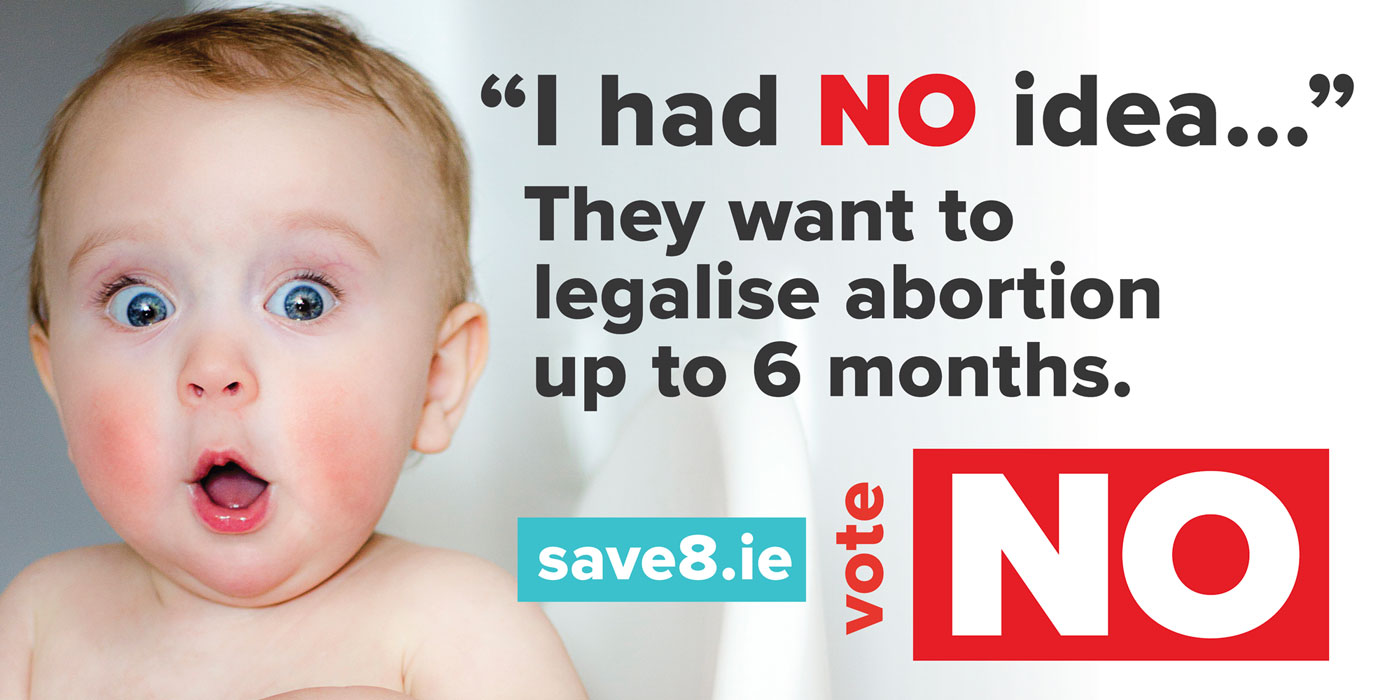 “I had NO idea...”
They want to
legalise abortion
up to 6 months.
save8.ie
vote
NO